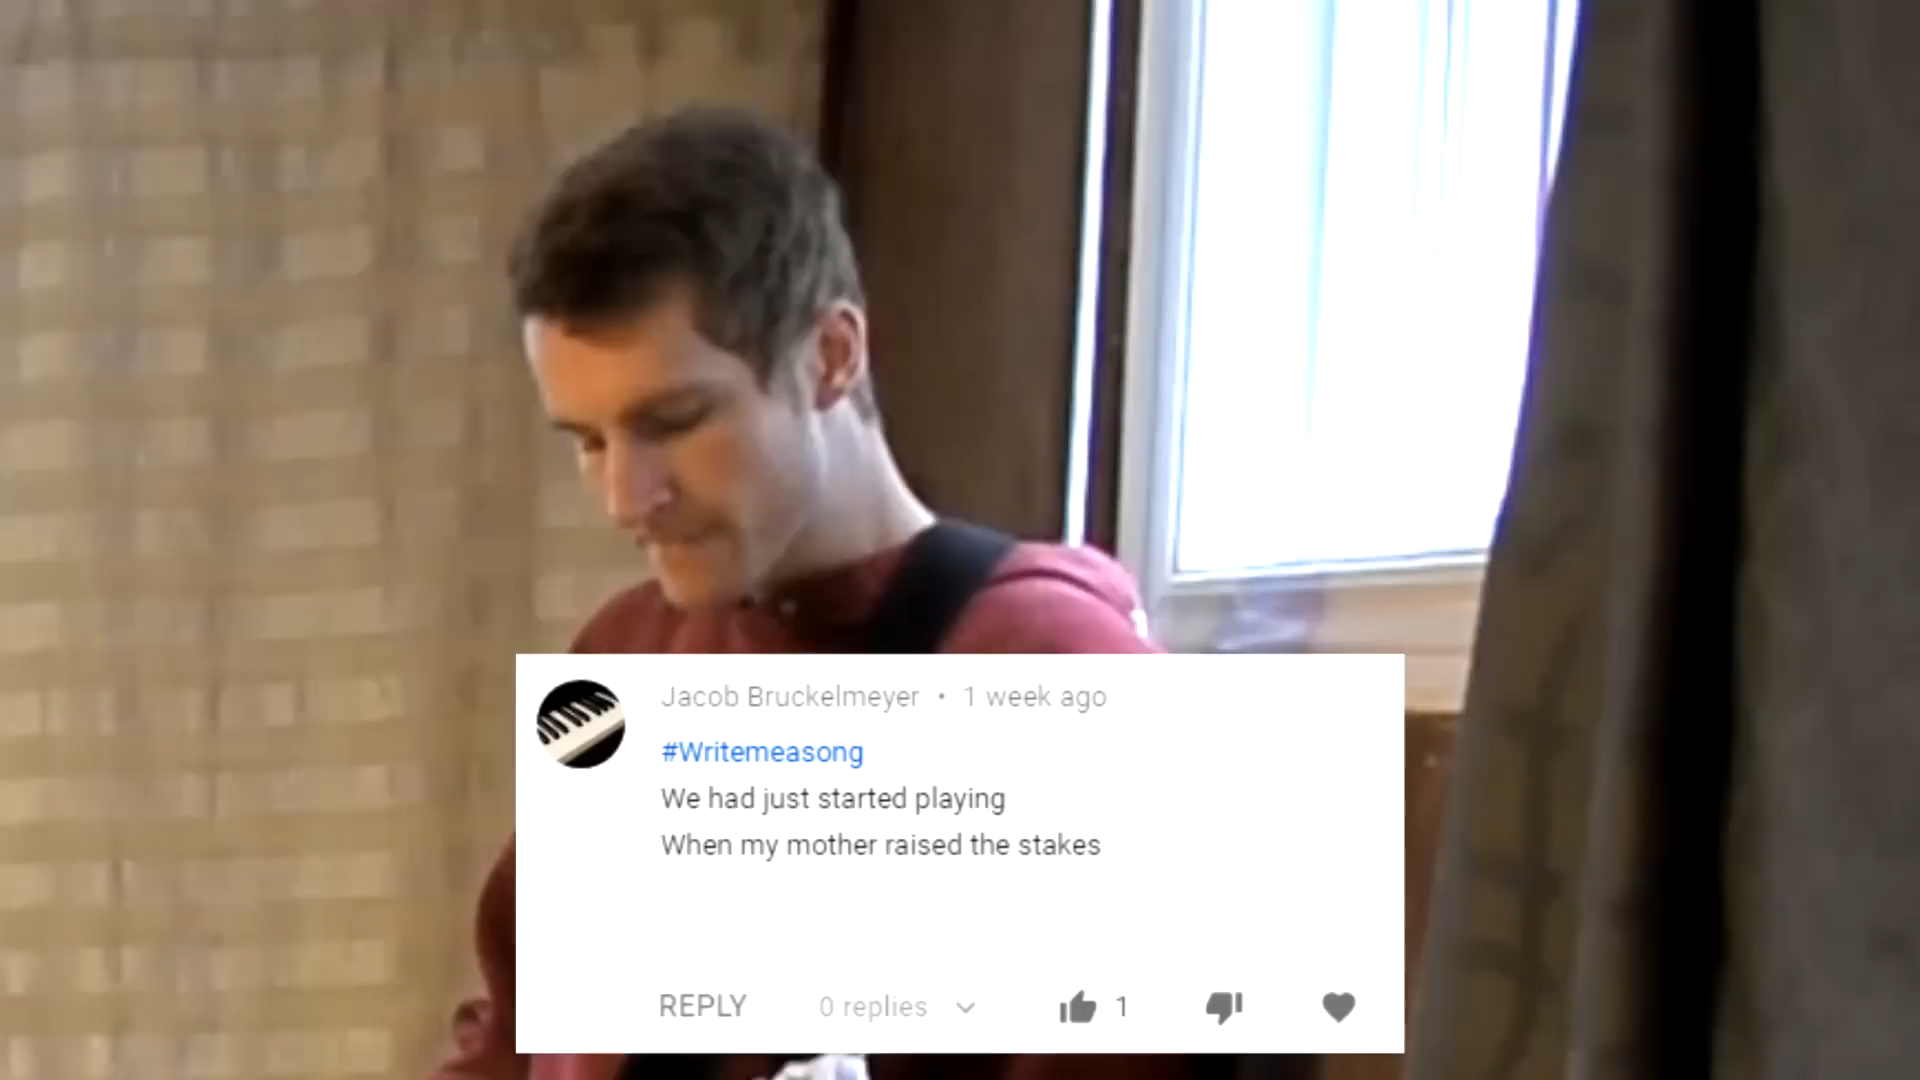 Jacob Bruckelmeyer • 1 week ago
#Writemeasong
We had just started playing
When my mother raised the stakes
REPLY 0 replies 1